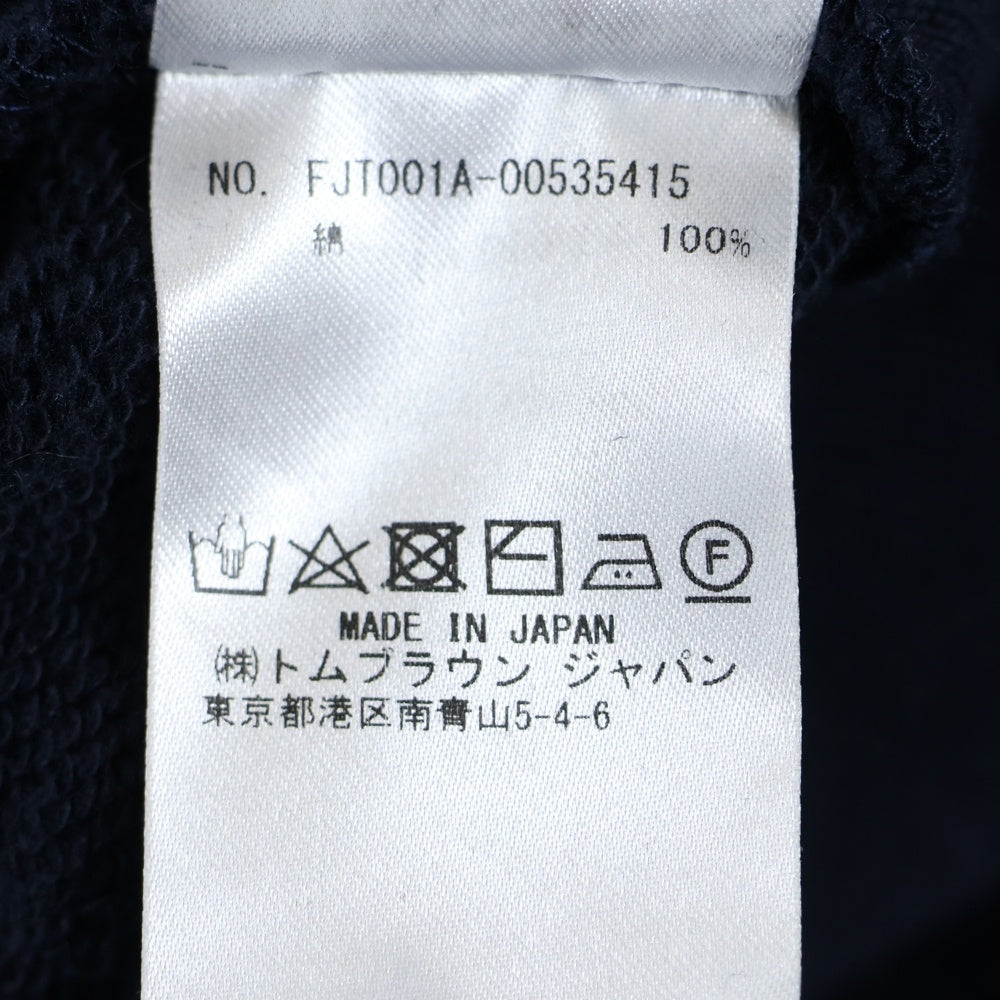 NO. FJT001A-00535415
綿 100%
F
MADE IN JAPAN
(株)トムブラウン ジャパン
東京都港区南青山5-4-6